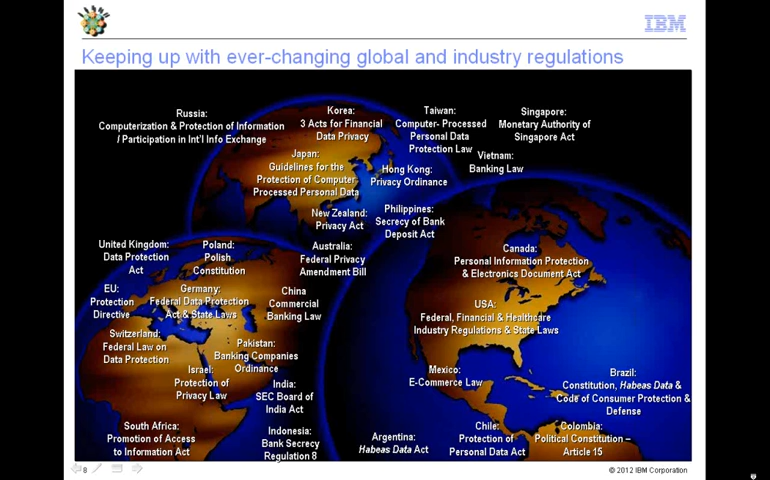 IBM
Keeping up with ever-changing global and industry regulations
Russia:
Computerization & Protection of Information
/ Participation in Int'l Info Exchange
Korea:
3 Acts for Financial
Data Privacy
Taiwan:
Computer- Processed
Personal Data
Protection Law
Singapore:
Monetary Authority of
Singapore Act
Japan:
Guidelines for the
Protection of Computer
Processed Personal Data
Hong Kong:
Privacy Ordinance
Vietnam:
Banking Law
New Zealand:
Privacy Act
Philippines:
Secrecy of Bank
Deposit Act
United Kingdom:
Data Protection
Act
Poland:
Polish
Constitution
Australia:
Federal Privacy
Amendment Bill
Canada:
Personal Information Protection
& Electronics Document Act
EU:
Protection
Directive
Germany:
Federal Data Protection
Act & State Laws
China
Commercial
Banking Law
USA:
Federal, Financial & Healthcare
Industry Regulations & State Laws
Switzerland:
Federal Law on
Data Protection
Pakistan:
Banking Companies
Ordinance
Israel:
Protection of
Privacy Law
India:
SEC Board of
India Act
Mexico:
E-Commerce Law
Brazil:
Constitution, Habeas Data &
Code of Consumer Protection &
Defense
South Africa:
Promotion of Access
to Information Act
Indonesia:
Bank Secrecy
Regulation 8
Argentina:
Habeas Data Act
Chile:
Protection of
Personal Data Act
Colombia:
Political Constitution –
Article 15
8
© 2012 IBM Corporation